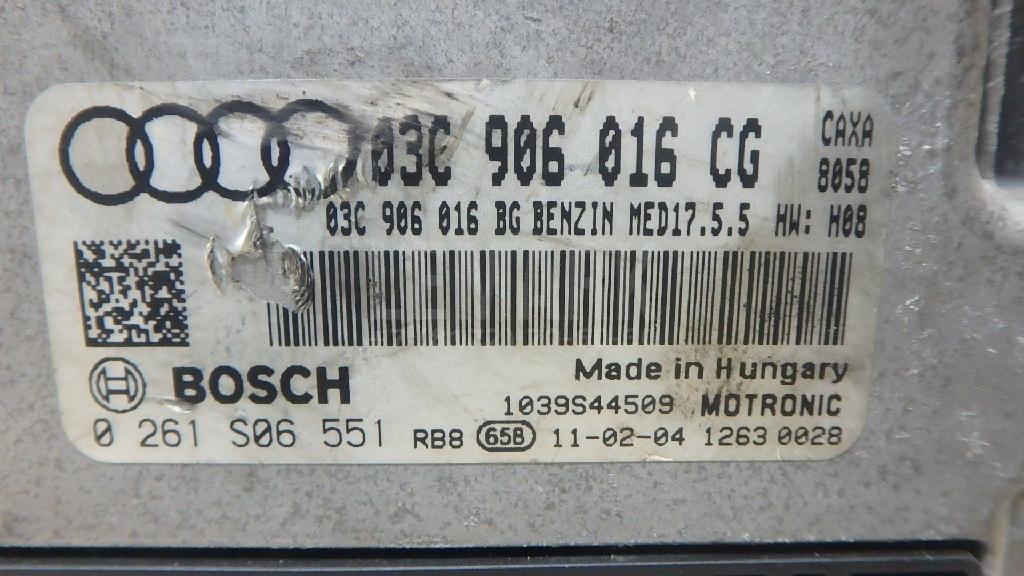 03C 906 016 CG CAXA
8058
03C 906 016 BG BENZIN MED17.5.5 HW: H08
BOSCH
Made in Hungary
1039S44509 MOTRONIC
0 261 S06 551 RB8 65B 11-02-04 1263 0028